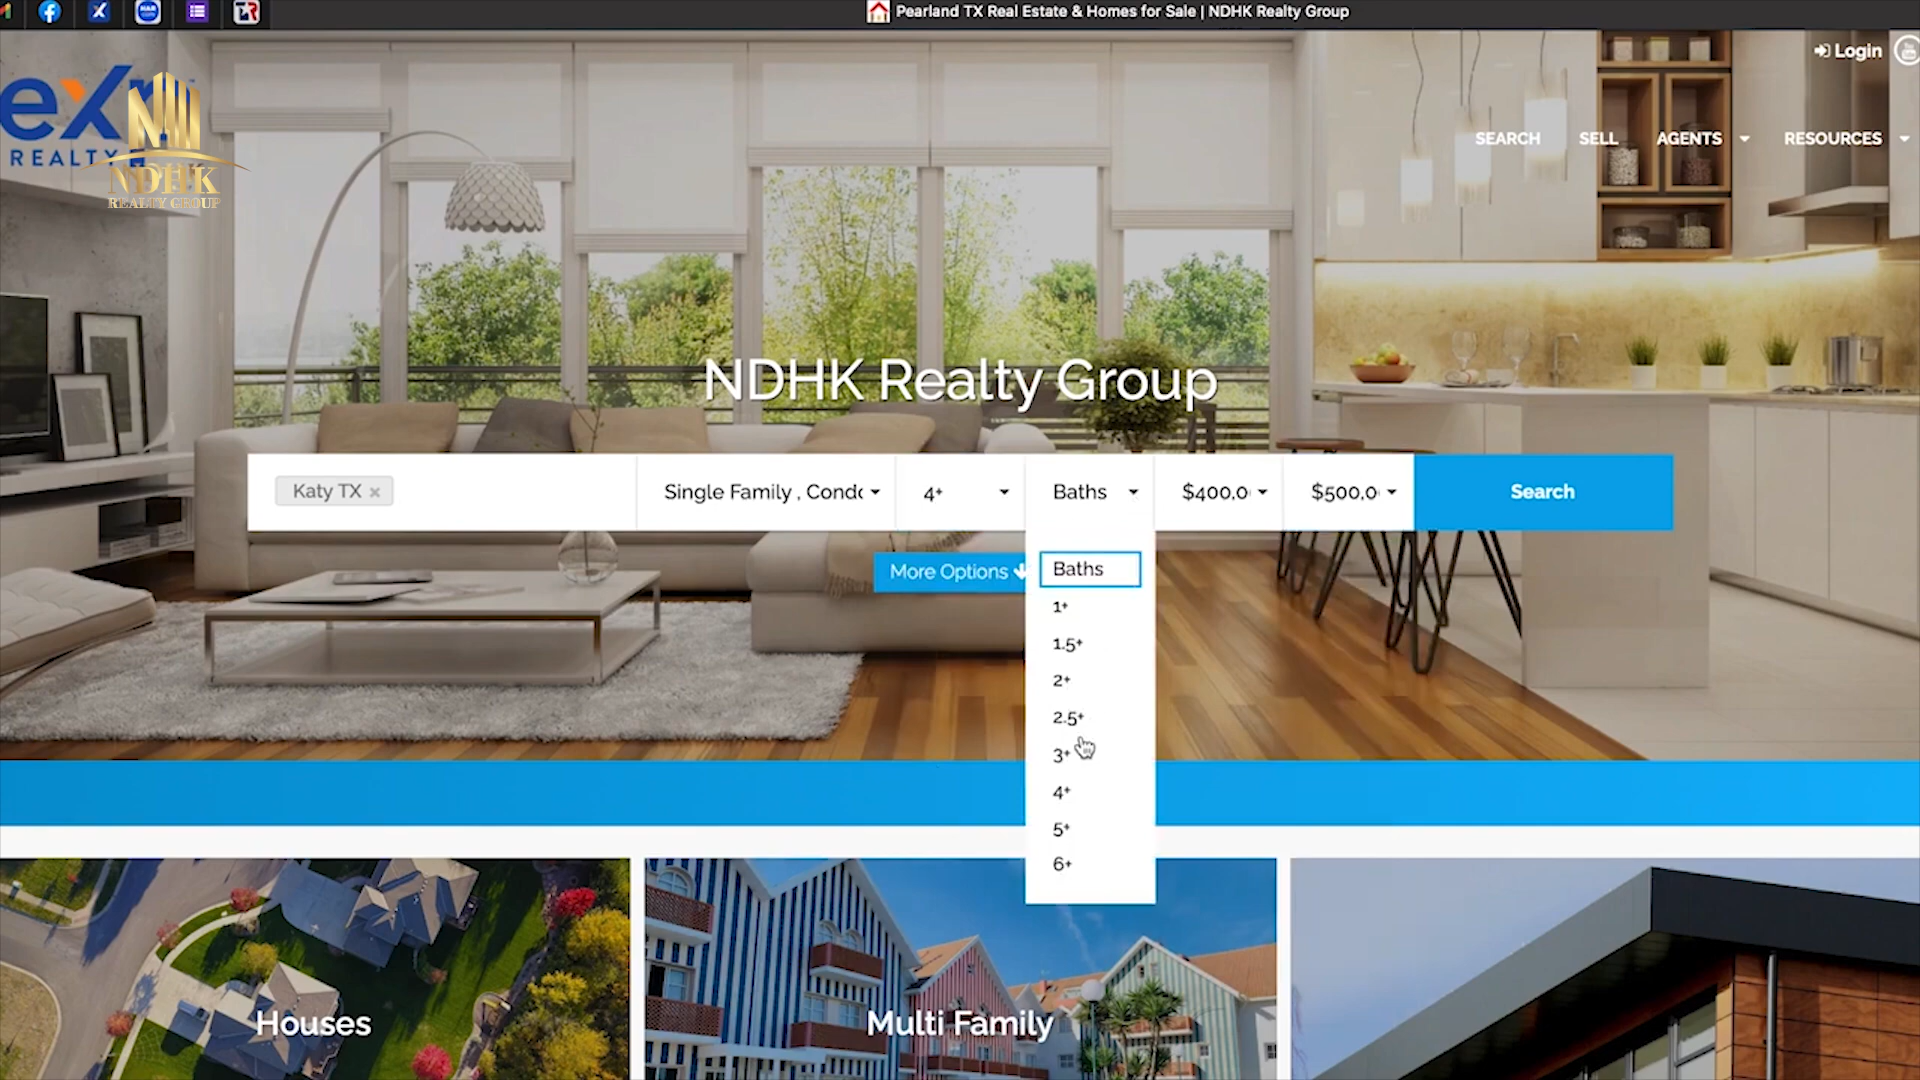 Pearland TX Real Estate & Homes for Sale | NDHK Realty Group
Login
eXp
REALTY
NDHK
REALTY GROUP
SEARCH
SELL
AGENTS
RESOURCES
NDHK Realty Group
Katy TX
Single Family , Condo
4+
Baths
$400,0
$500,0
Search
More Options
Baths
1+
1.5+
2+
2.5+
3+
4+
5+
6+
Houses
Multi Family